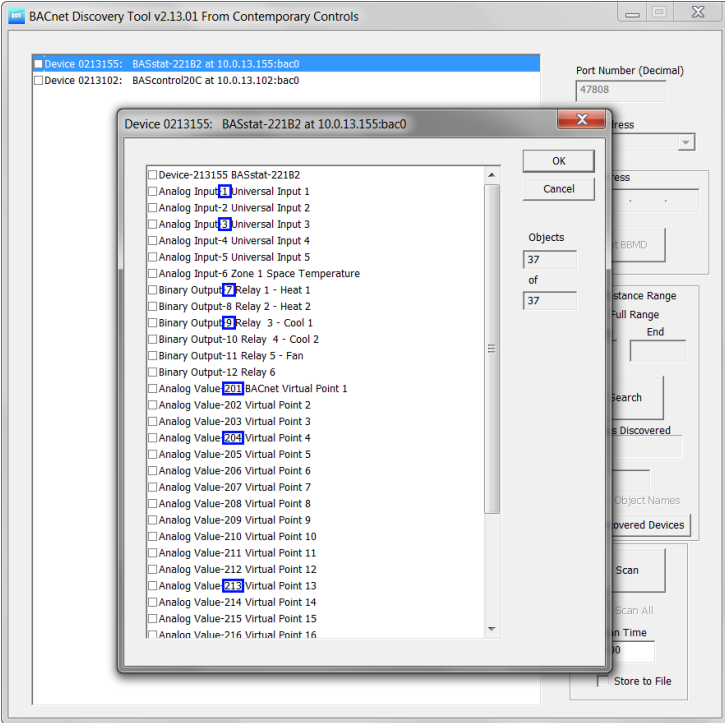 BACnet Discovery Tool v2.13.01 From Contemporary Controls
Device 0213155: BASstat-221B2 at 10.0.13.155:bac0
Device 0213102: BAScontrol20C at 10.0.13.102:bac0
Port Number (Decimal)
47808
Device 0213155: BASstat-221B2 at 10.0.13.155:bac0
Device-213155 BASstat-221B2
Analog Input-1 Universal Input 1
Analog Input-2 Universal Input 2
Analog Input-3 Universal Input 3
Analog Input-4 Universal Input 4
Analog Input-5 Universal Input 5
Analog Input-6 Zone 1 Space Temperature
Binary Output-7 Relay 1 - Heat 1
Binary Output-8 Relay 2 - Heat 2
Binary Output-9 Relay 3 - Cool 1
Binary Output-10 Relay 4 - Cool 2
Binary Output-11 Relay 5 - Fan
Binary Output-12 Relay 6
Analog Value-201 BACnet Virtual Point 1
Analog Value-202 Virtual Point 2
Analog Value-203 Virtual Point 3
Analog Value-204 Virtual Point 4
Analog Value-205 Virtual Point 5
Analog Value-206 Virtual Point 6
Analog Value-207 Virtual Point 7
Analog Value-208 Virtual Point 8
Analog Value-209 Virtual Point 9
Analog Value-210 Virtual Point 10
Analog Value-211 Virtual Point 11
Analog Value-212 Virtual Point 12
Analog Value-213 Virtual Point 13
Analog Value-214 Virtual Point 14
Analog Value-215 Virtual Point 15
Analog Value-216 Virtual Point 16
OK
Cancel
Objects
37
of
37
BBMD
Range
Full Range
End
Search
Discovered
Object Names
Devices
Scan
Scan All
Time
Store to File